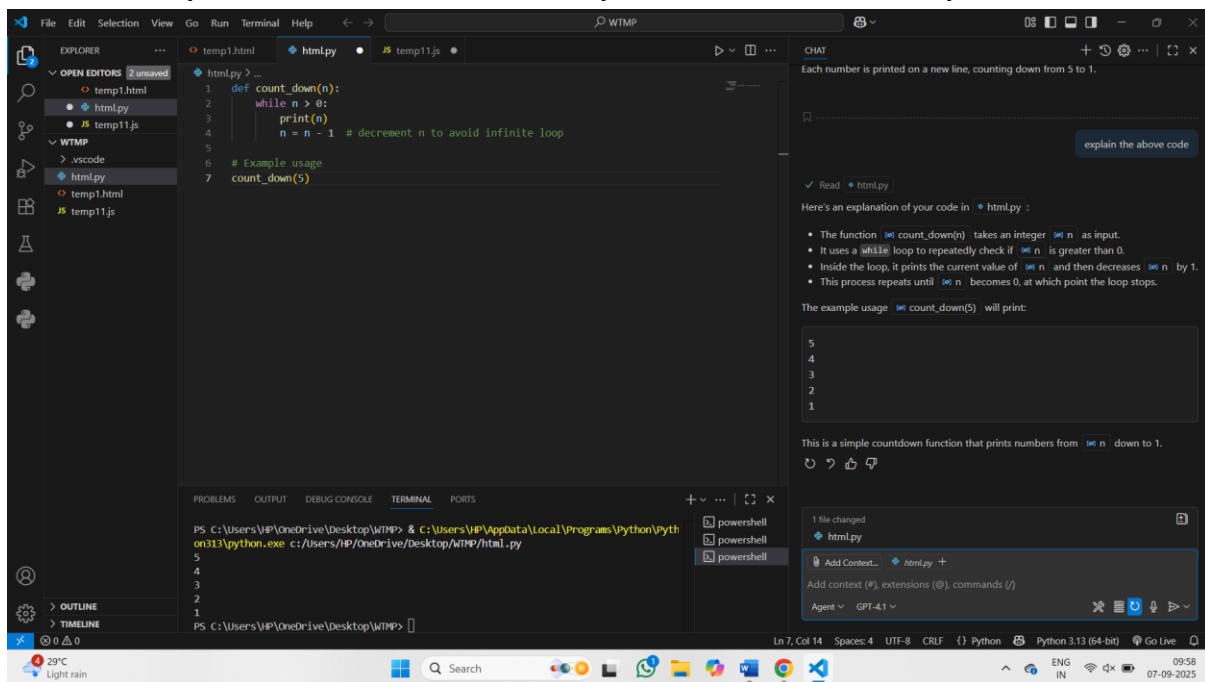 File Edit Selection View Go Run Terminal Help
WTMP
EXPLORER
OPEN EDITORS 2 unsaved
temp1.html
html.py
JS temp11.js
WTMP
.vscode
html.py
temp1.html
JS temp11.js
OUTLINE
TIMELINE
temp1.html html.py JS temp11.js
html.py > ...
1 def count_down(n):
2 while n > 0:
3 print(n)
4 n = n - 1 # decrement n to avoid infinite loop
5
6 # Example usage
7 count_down(5)
PROBLEMS OUTPUT DEBUG CONSOLE TERMINAL PORTS
PS C:\Users\HP\OneDrive\Desktop\WTMP> & C:\Users\HP\AppData\Local\Programs\Python\Pyth
on313\python.exe c:/Users/HP/OneDrive/Desktop/WTMP/html.py
5
4
3
2
1
PS C:\Users\HP\OneDrive\Desktop\WTMP>
powershell
powershell
powershell
CHAT
Each number is printed on a new line, counting down from 5 to 1.
explain the above code
Read html.py
Here's an explanation of your code in html.py :
• The function count_down(n) takes an integer n as input.
• It uses a while loop to repeatedly check if n is greater than 0.
• Inside the loop, it prints the current value of n and then decreases n by 1.
• This process repeats until n becomes 0, at which point the loop stops.
The example usage count_down(5) will print:
5
4
3
2
1
This is a simple countdown function that prints numbers from n down to 1.
1 file changed
html.py
Add Context... html.py +
Add context (#), extensions (@), commands (/)
Agent GPT-4.1
0 0 Ln 7, Col 14 Spaces: 4 UTF-8 CRLF {} Python Python 3.13 (64-bit) Go Live
29°C
Light rain
Search
ENG
IN
09:58
07-09-2025